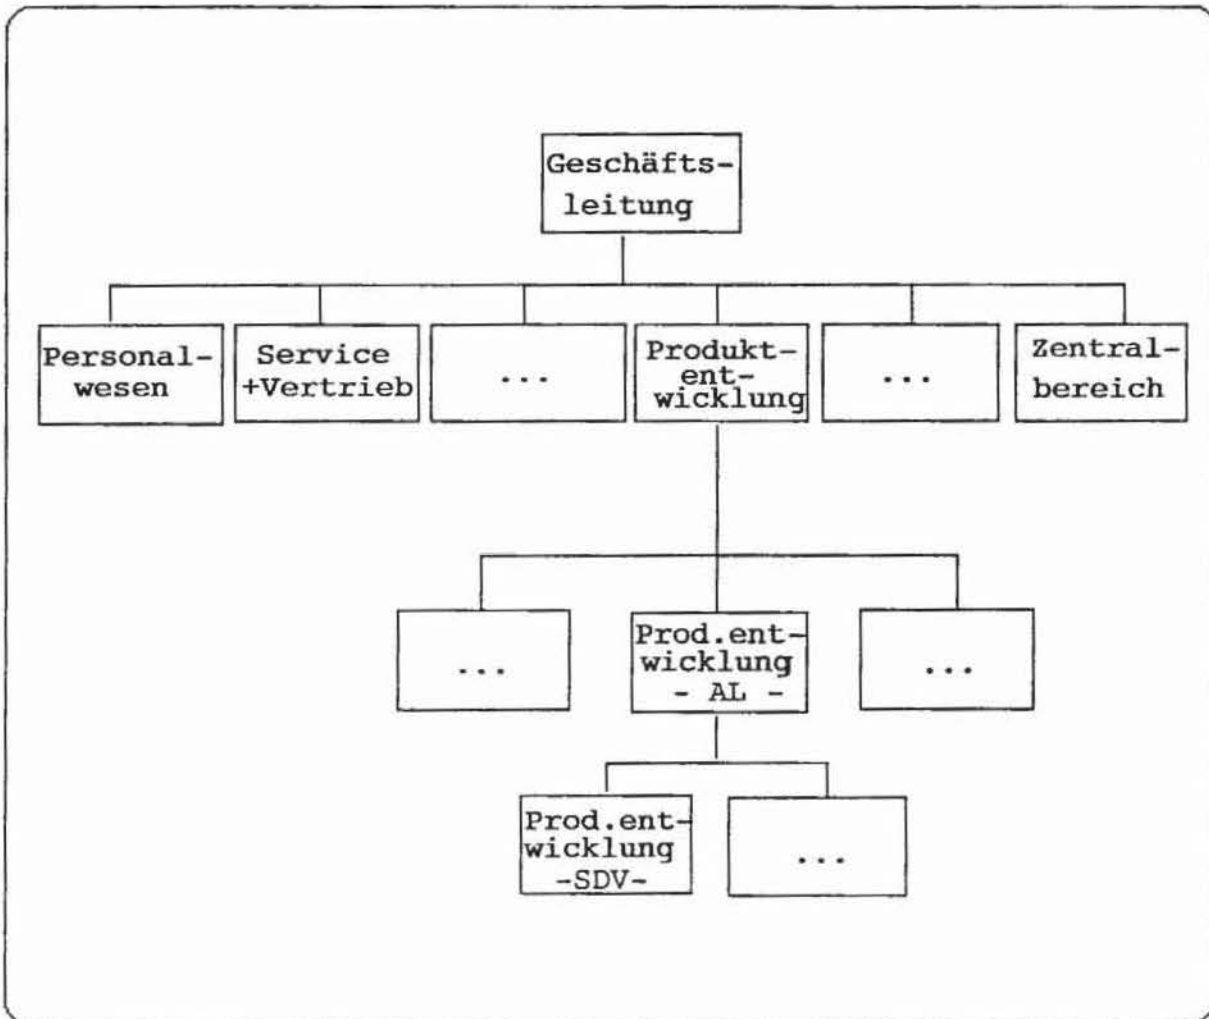 Geschäfts-
leitung
Personal-
wesen
Service
+Vertrieb
...
Produkt-
ent-
wicklung
...
Zentral-
bereich
...
Prod.ent-
wicklung
- AL -
...
Prod.ent-
wicklung
-SDV-
...